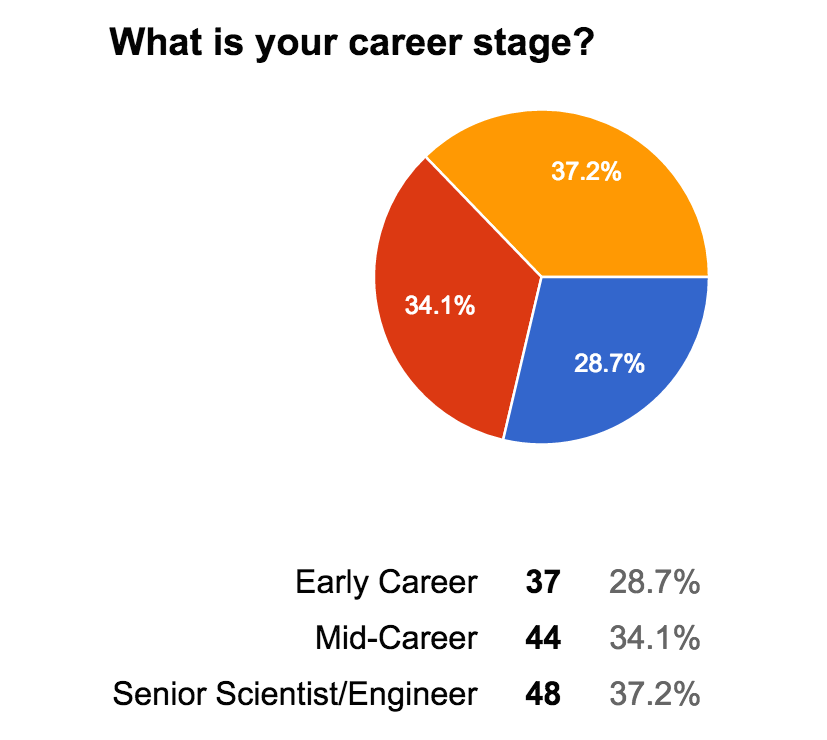 What is your career stage?
37.2%
34.1%
28.7%
Early Career 37 28.7%
Mid-Career 44 34.1%
Senior Scientist/Engineer 48 37.2%